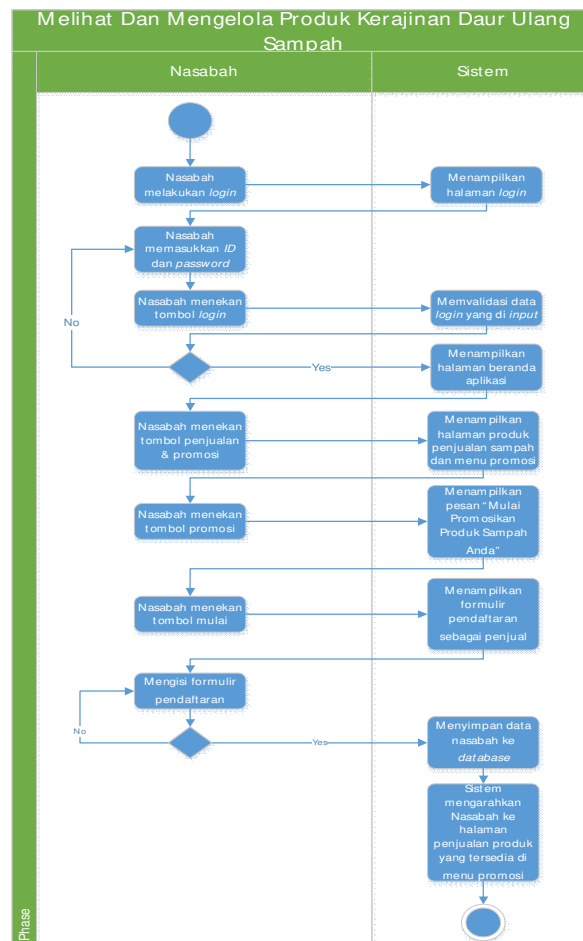 Melihat Dan Mengelola Produk Kerajinan Daur Ulang
Sampah
Nasabah
Sistem
Nasabah
melakukan login
Menampilkan
halaman login
Nasabah
memasukkan ID
dan password
Nasabah menekan
tombol login
Memvalidasi data
login yang di input
No
Yes
Menampilkan
halaman beranda
aplikasi
Nasabah menekan
tombol penjualan
& promosi
Menampilkan
halaman produk
penjualan sampah
dan menu promosi
Nasabah menekan
tombol promosi
Menampilkan
pesan “Mulai
Promosikan
Produk Sampah
Anda”
Nasabah menekan
tombol mulai
Menampilkan
formulir
pendaftaran
sebagai penjual
Mengisi formulir
pendaftaran
No
Yes
Menyimpan data
nasabah ke
database
Sistem
mengarahkan
Nasabah ke
halaman
penjualan produk
yang tersedia di
menu promosi
Phase